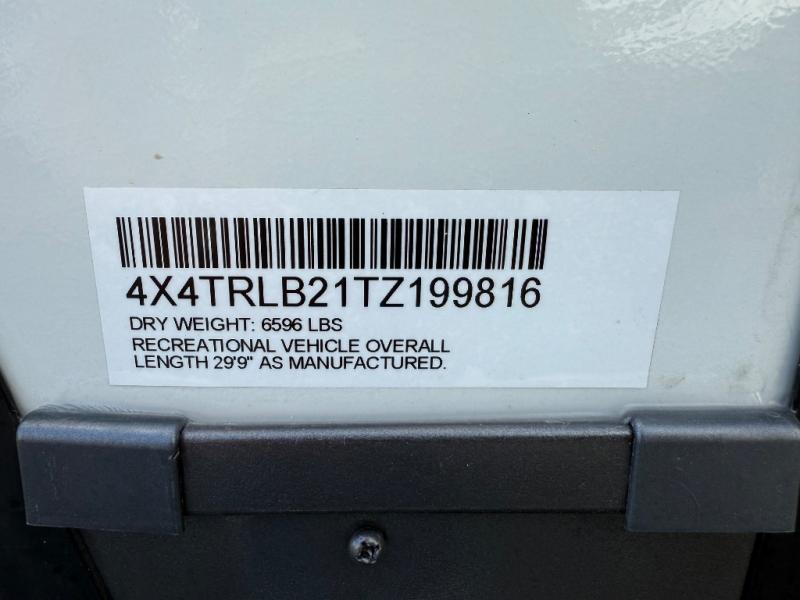 4X4TRLB21TZ199816
DRY WEIGHT: 6596 LBS
RECREATIONAL VEHICLE OVERALL
LENGTH 29'9" AS MANUFACTURED.